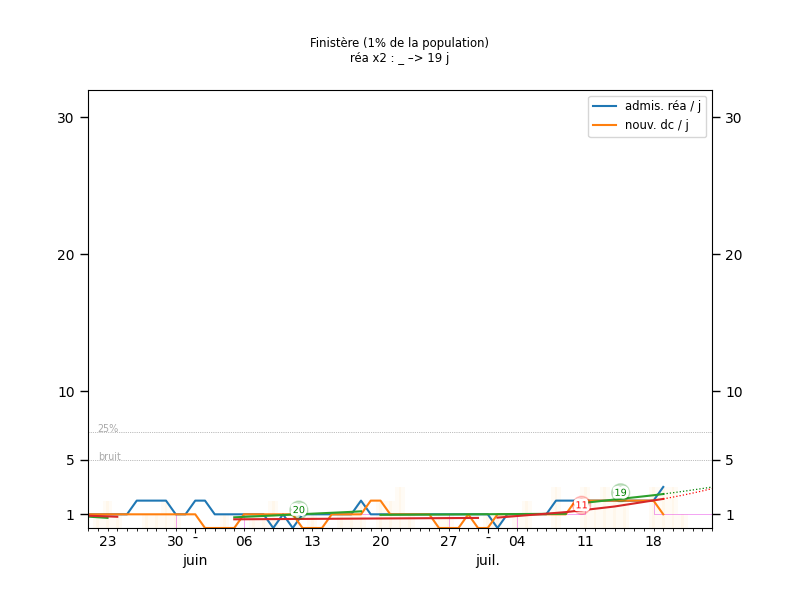 Finistère (1% de la population)
réa x2 : _ –> 19 j
admis. réa / j
nouv. dc / j
30 30
20 20
10 10
25%
5 5
bruit
1 1
20
11
19
23 30 - 06 13 20 27 - 04 11 18
juin juil.